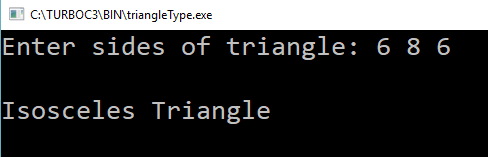 C:\TURBOC3\BIN\triangleType.exe
Enter sides of triangle: 6 8 6
Isosceles Triangle